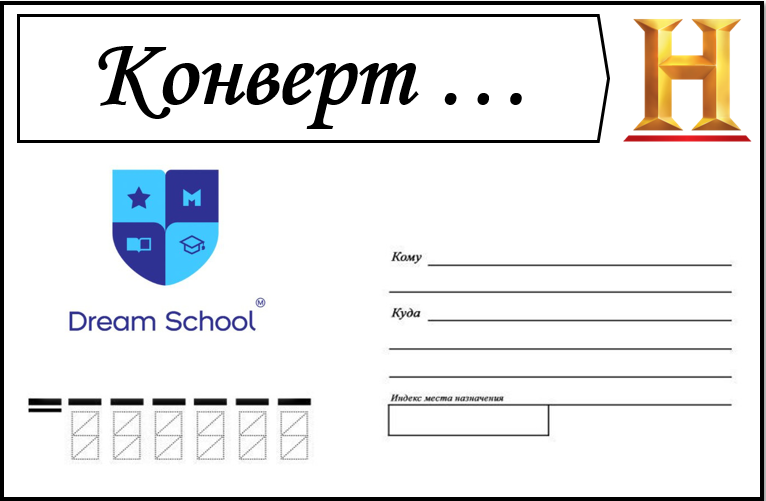 Конверт ...
H
M
Dream School M
Кому
Куда
Индекс места назначения